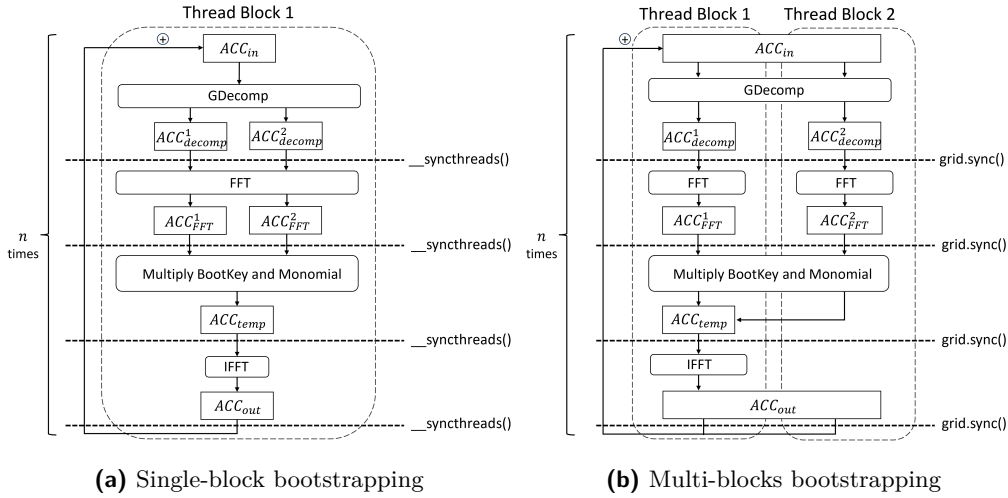 Thread Block 1
⊕
ACC_in
GDecomp
ACC^1_decomp
ACC^2_decomp
__syncthreads()
FFT
ACC^1_FFT
ACC^2_FFT
n
times
__syncthreads()
Multiply BootKey and Monomial
ACC_temp
__syncthreads()
IFFT
ACC_out
__syncthreads()
(a) Single-block bootstrapping
Thread Block 1
Thread Block 2
⊕
ACC_in
GDecomp
ACC^1_decomp
ACC^2_decomp
grid.sync()
FFT
FFT
ACC^1_FFT
ACC^2_FFT
n
times
grid.sync()
Multiply BootKey and Monomial
ACC_temp
grid.sync()
IFFT
ACC_out
grid.sync()
(b) Multi-blocks bootstrapping